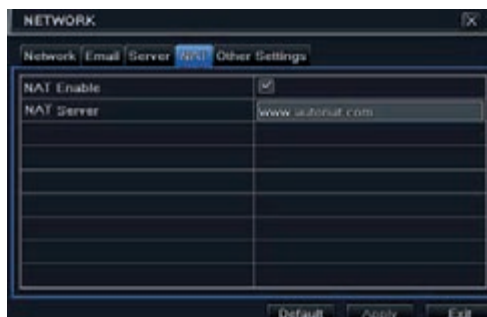 NETWORK
Network Email Server NAT Other Settings
NAT Enable
NAT Server www.autonat.com
Default Apply Exit